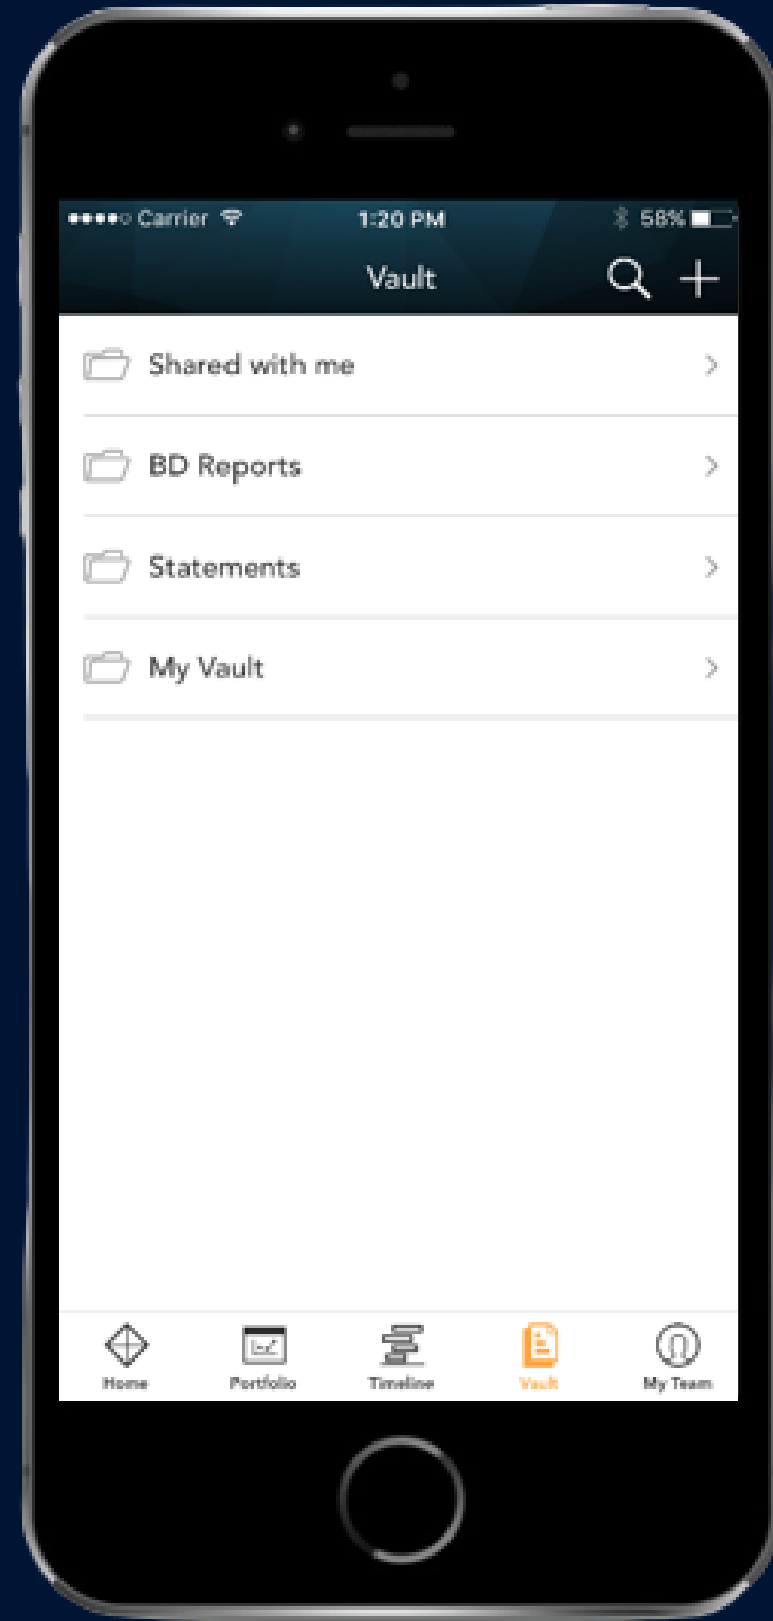 Carrier 1:20 PM 58%
Vault
Shared with me
BD Reports
Statements
My Vault
Home Portfolio Timeline Vault My Team